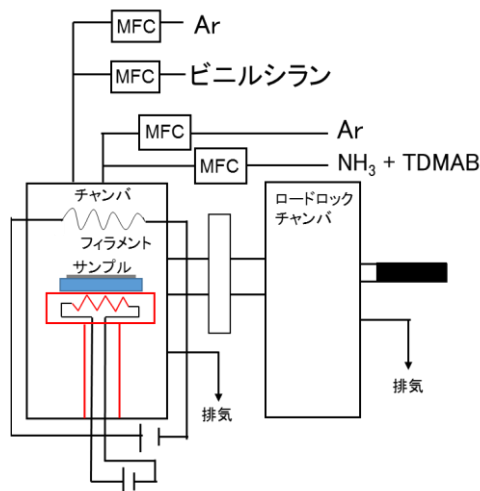 MFC
Ar
MFC
ビニルシラン
MFC
Ar
MFC
NH₃ + TDMAB
チャンバ
フィラメント
サンプル
ロードロック
チャンバ
排気
排気